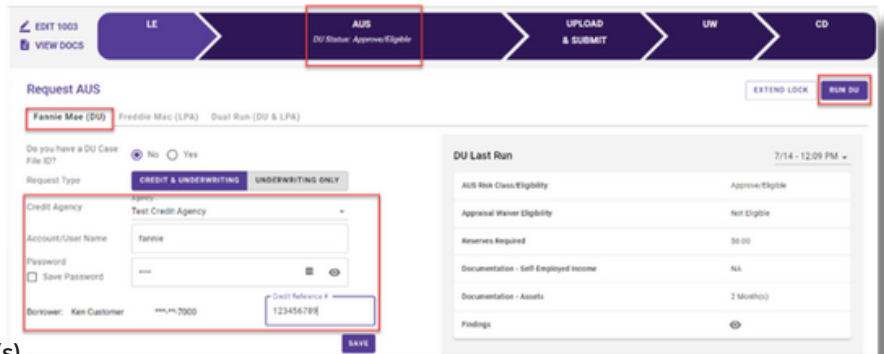 EDIT 1003
VIEW DOCS
LE
AUS
DU Status: Approve/Eligible
UPLOAD
& SUBMIT
UW
CD
Request AUS
EXTEND LOCK
RUN DU
Fannie Mae (DU) Freddie Mac (LPA) Dual Run (DU & LPA)
Do you have a DU Case
File ID?
No Yes
Request Type
CREDIT & UNDERWRITING UNDERWRITING ONLY
Credit Agency
Agency
Test Credit Agency
Account/User Name
fannie
Password
Save Password
····
Borrower: Ken Customer ***-**-7000
Credit Reference #
123456789
SAVE
DU Last Run
7/14 - 12:09 PM
AUS Risk Class/Eligibility Approve/Eligible
Appraisal Waiver Eligibility Not Eligible
Reserves Required $0.00
Documentation - Self-Employed Income NA
Documentation - Assets 2 Month(s)
Findings